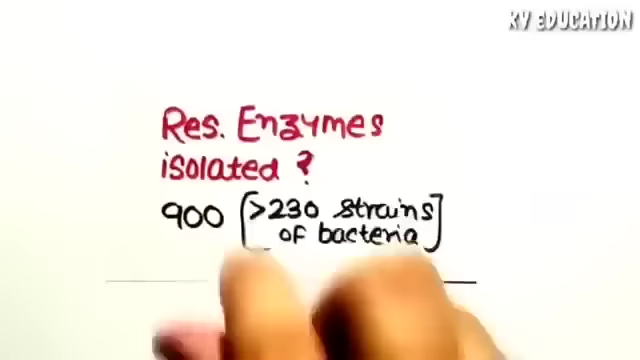 KV EDUCATION
Res. Enzymes
isolated ?
900 [>230 strains
of bacteria]